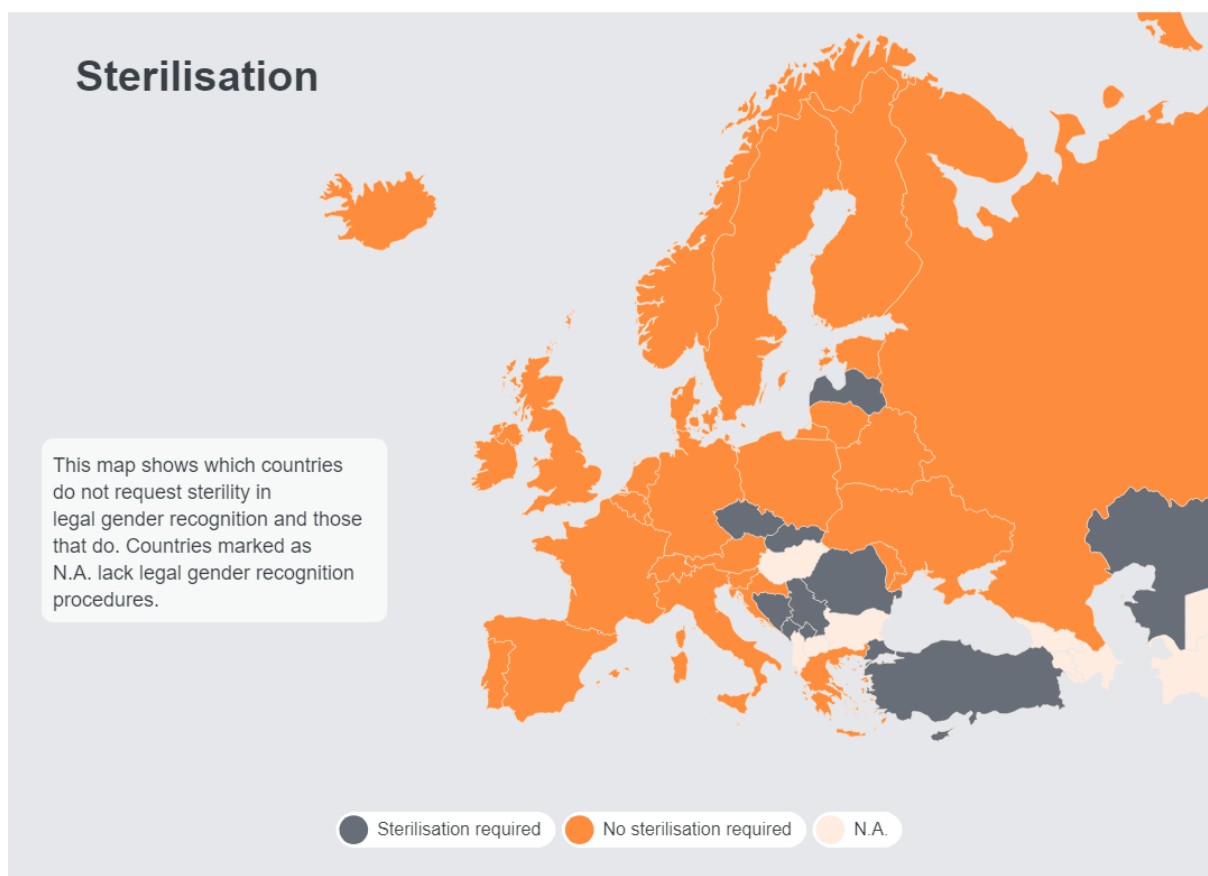 Sterilisation
This map shows which countries
do not request sterility in
legal gender recognition and those
that do. Countries marked as
N.A. lack legal gender recognition
procedures.
Sterilisation required
No sterilisation required
N.A.